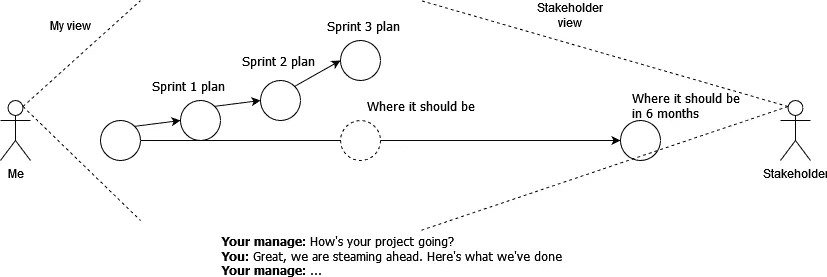 My view
Stakeholder
view
Sprint 3 plan
Sprint 2 plan
Sprint 1 plan
Where it should be
Where it should be
in 6 months
Me
Stakeholder
Your manage: How's your project going?
You: Great, we are steaming ahead. Here's what we've done
Your manage: ...